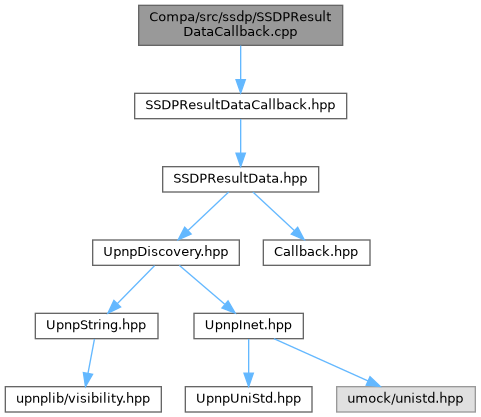 Compa/src/ssdp/SSDPResult
DataCallback.cpp
SSDPResultDataCallback.hpp
SSDPResultData.hpp
UpnpDiscovery.hpp
Callback.hpp
UpnpString.hpp
UpnpInet.hpp
upnplib/visibility.hpp
UpnpUniStd.hpp
umock/unistd.hpp